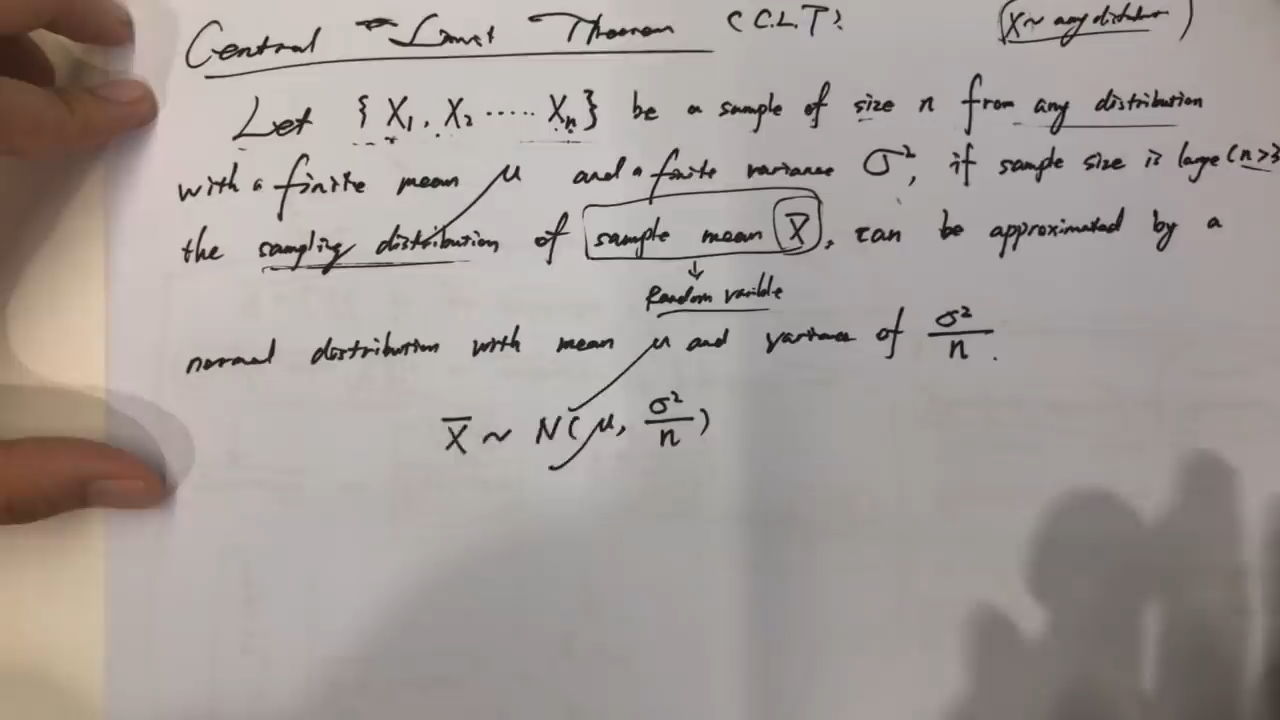 Central Limit Theorem (C.L.T) (X ~ any distribution)
Let {X₁, X₂ ..... Xₙ} be a sample of size n from any distribution
with a finite mean μ and a finite variance σ², if sample size is large (n>3
the sampling distribution of sample mean X̅, can be approximated by a
↓
Random varible
normal distribution with mean μ and variance of σ²/n.
X̅ ~ N(μ, σ²/n)